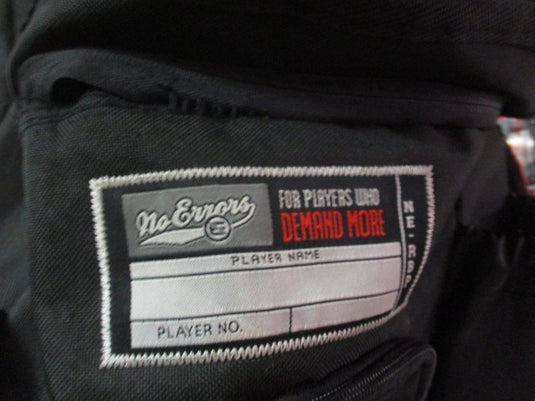 No Errors
FOR PLAYERS WHO
DEMAND MORE
PLAYER NAME
PLAYER NO.